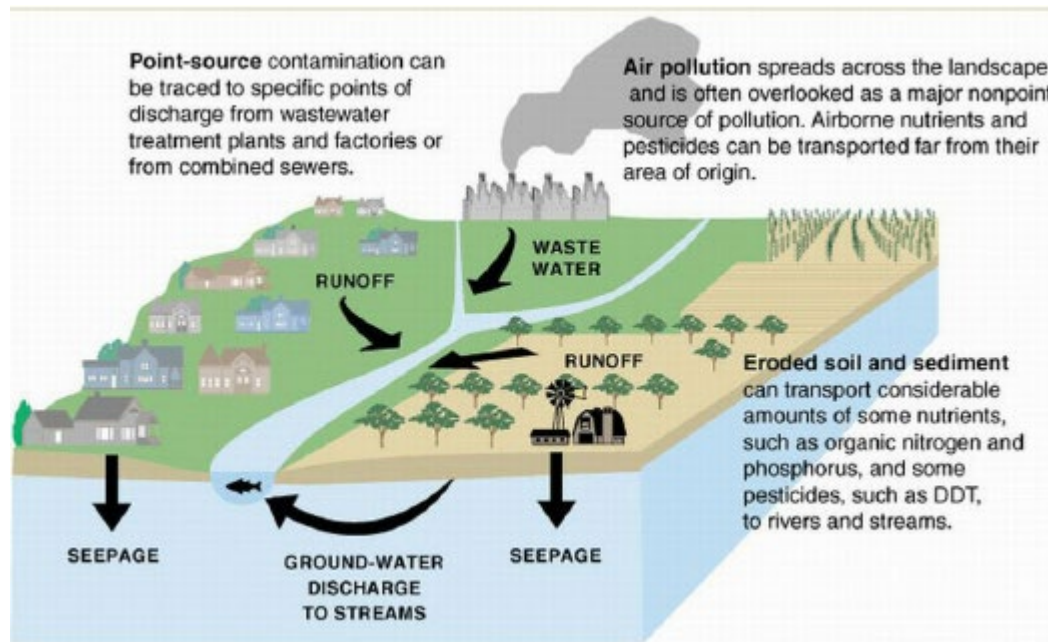 Point-source contamination can
be traced to specific points of
discharge from wastewater
treatment plants and factories or
from combined sewers.
Air pollution spreads across the landscape
and is often overlooked as a major nonpoint
source of pollution. Airborne nutrients and
pesticides can be transported far from their
area of origin.
WASTE
WATER
RUNOFF
RUNOFF
Eroded soil and sediment
can transport considerable
amounts of some nutrients,
such as organic nitrogen and
phosphorus, and some
pesticides, such as DDT,
to rivers and streams.
SEEPAGE
GROUND-WATER
DISCHARGE
TO STREAMS
SEEPAGE